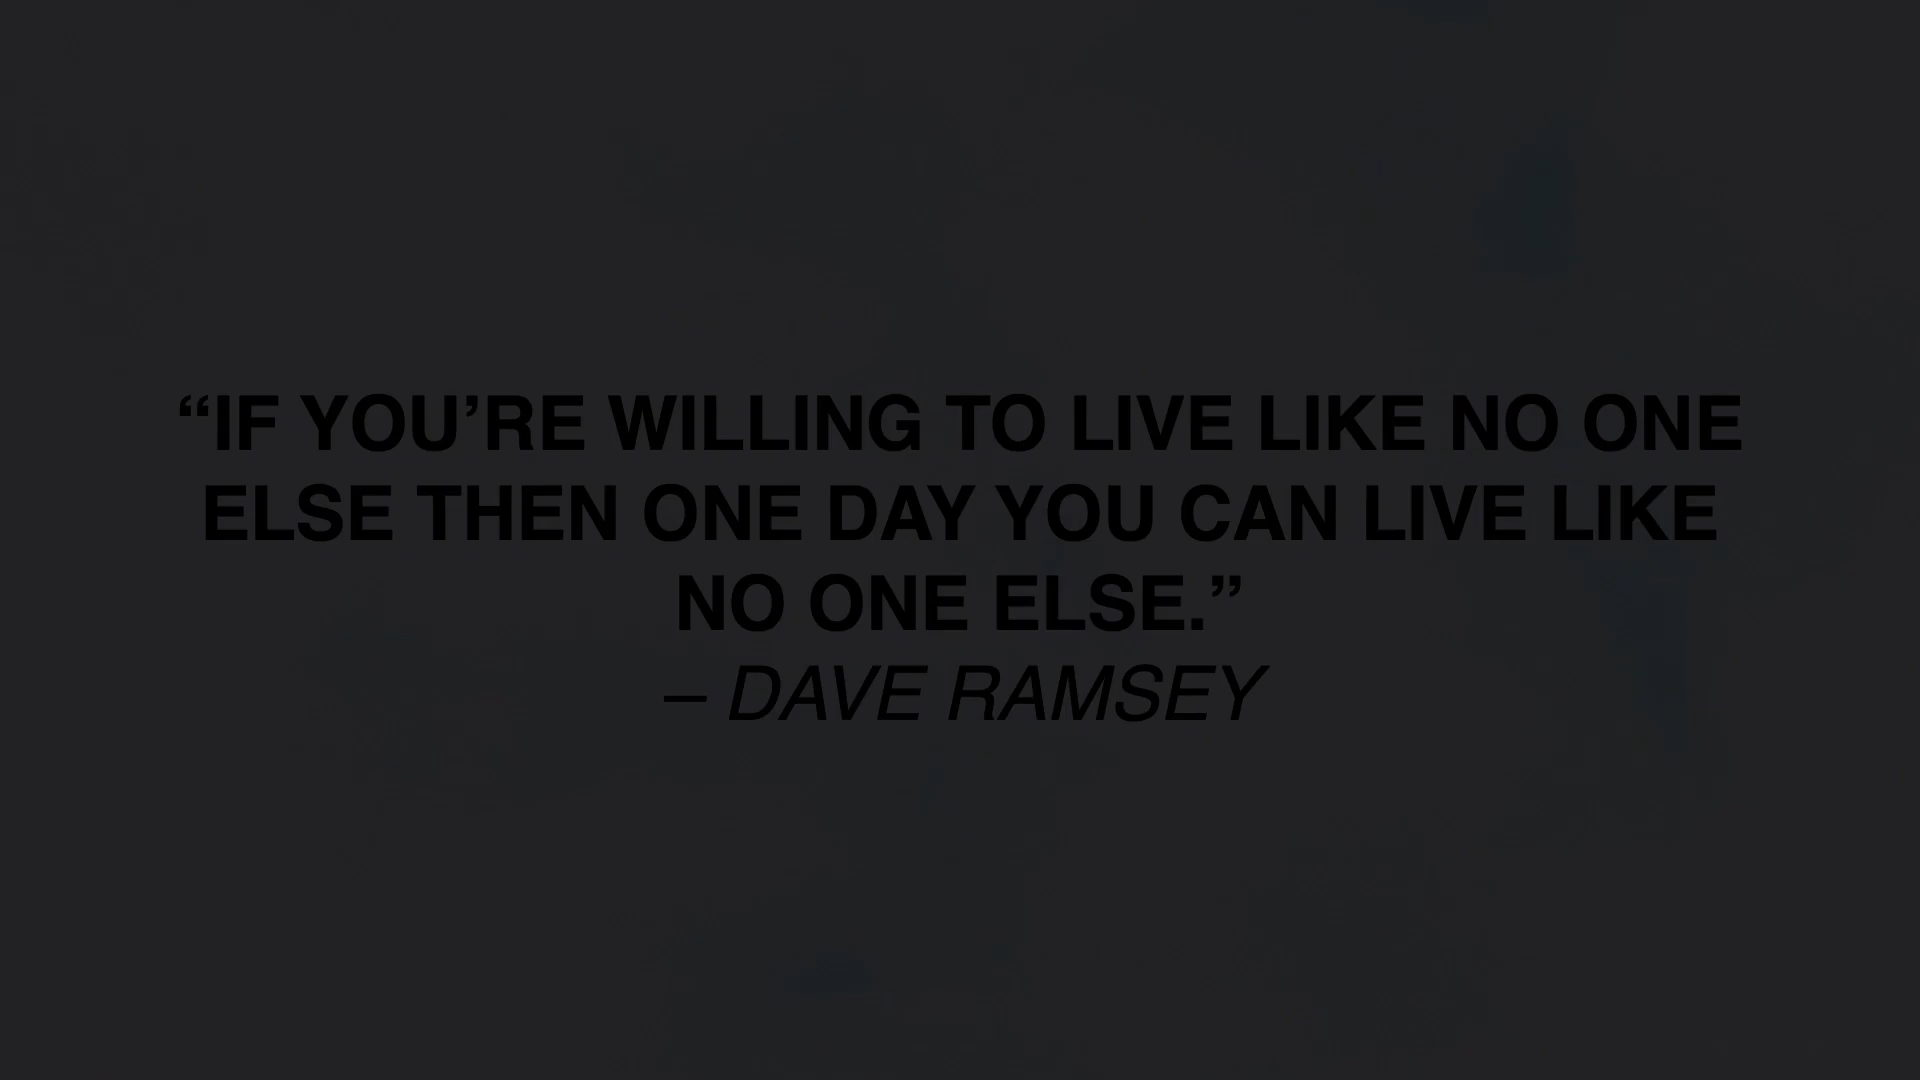 “IF YOU’RE WILLING TO LIVE LIKE NO ONE
ELSE THEN ONE DAY YOU CAN LIVE LIKE
NO ONE ELSE.”
– DAVE RAMSEY